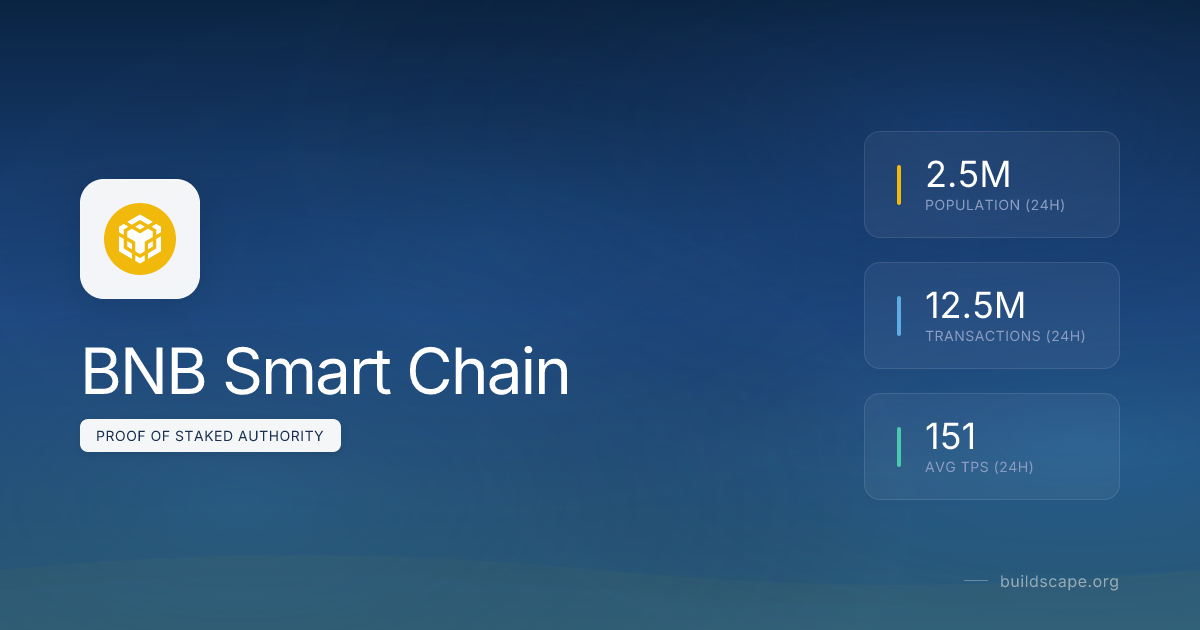 BNB Smart Chain
PROOF OF STAKED AUTHORITY
2.5M
POPULATION (24H)
12.5M
TRANSACTIONS (24H)
151
AVG TPS (24H)
buildscape.org